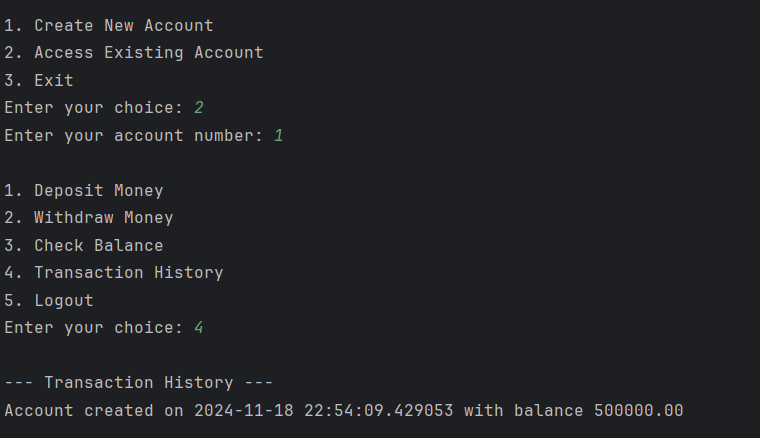 1. Create New Account
2. Access Existing Account
3. Exit
Enter your choice: 2
Enter your account number: 1
1. Deposit Money
2. Withdraw Money
3. Check Balance
4. Transaction History
5. Logout
Enter your choice: 4
--- Transaction History ---
Account created on 2024-11-18 22:54:09.429053 with balance 500000.00